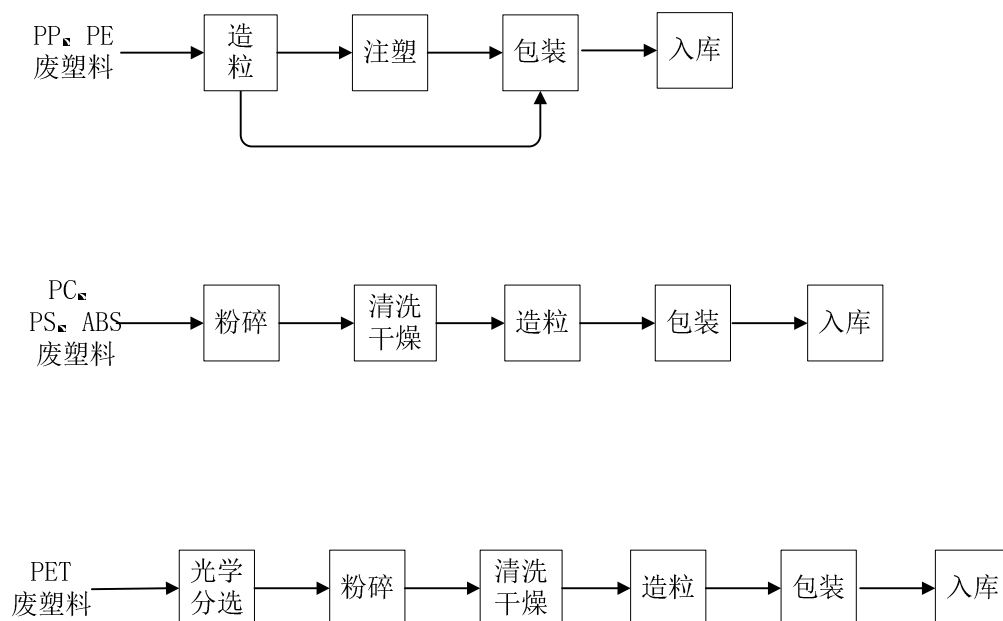 PP、PE
废塑料
造
粒
注塑
包装
入库
PC、
PS、ABS
废塑料
粉碎
清洗
干燥
造粒
包装
入库
PET
废塑料
光学
分选
粉碎
清洗
干燥
造粒
包装
入库